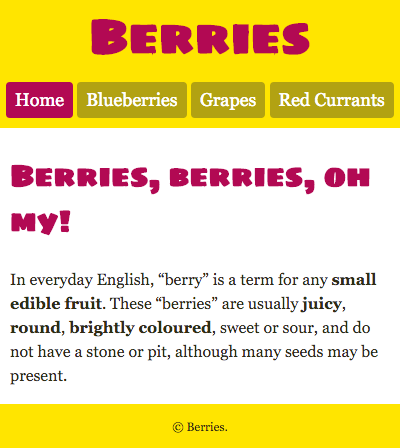 Berries
Home Blueberries Grapes Red Currants
Berries, berries, oh
my!
In everyday English, “berry” is a term for any small
edible fruit. These “berries” are usually juicy,
round, brightly coloured, sweet or sour, and do
not have a stone or pit, although many seeds may be
present.
© Berries.